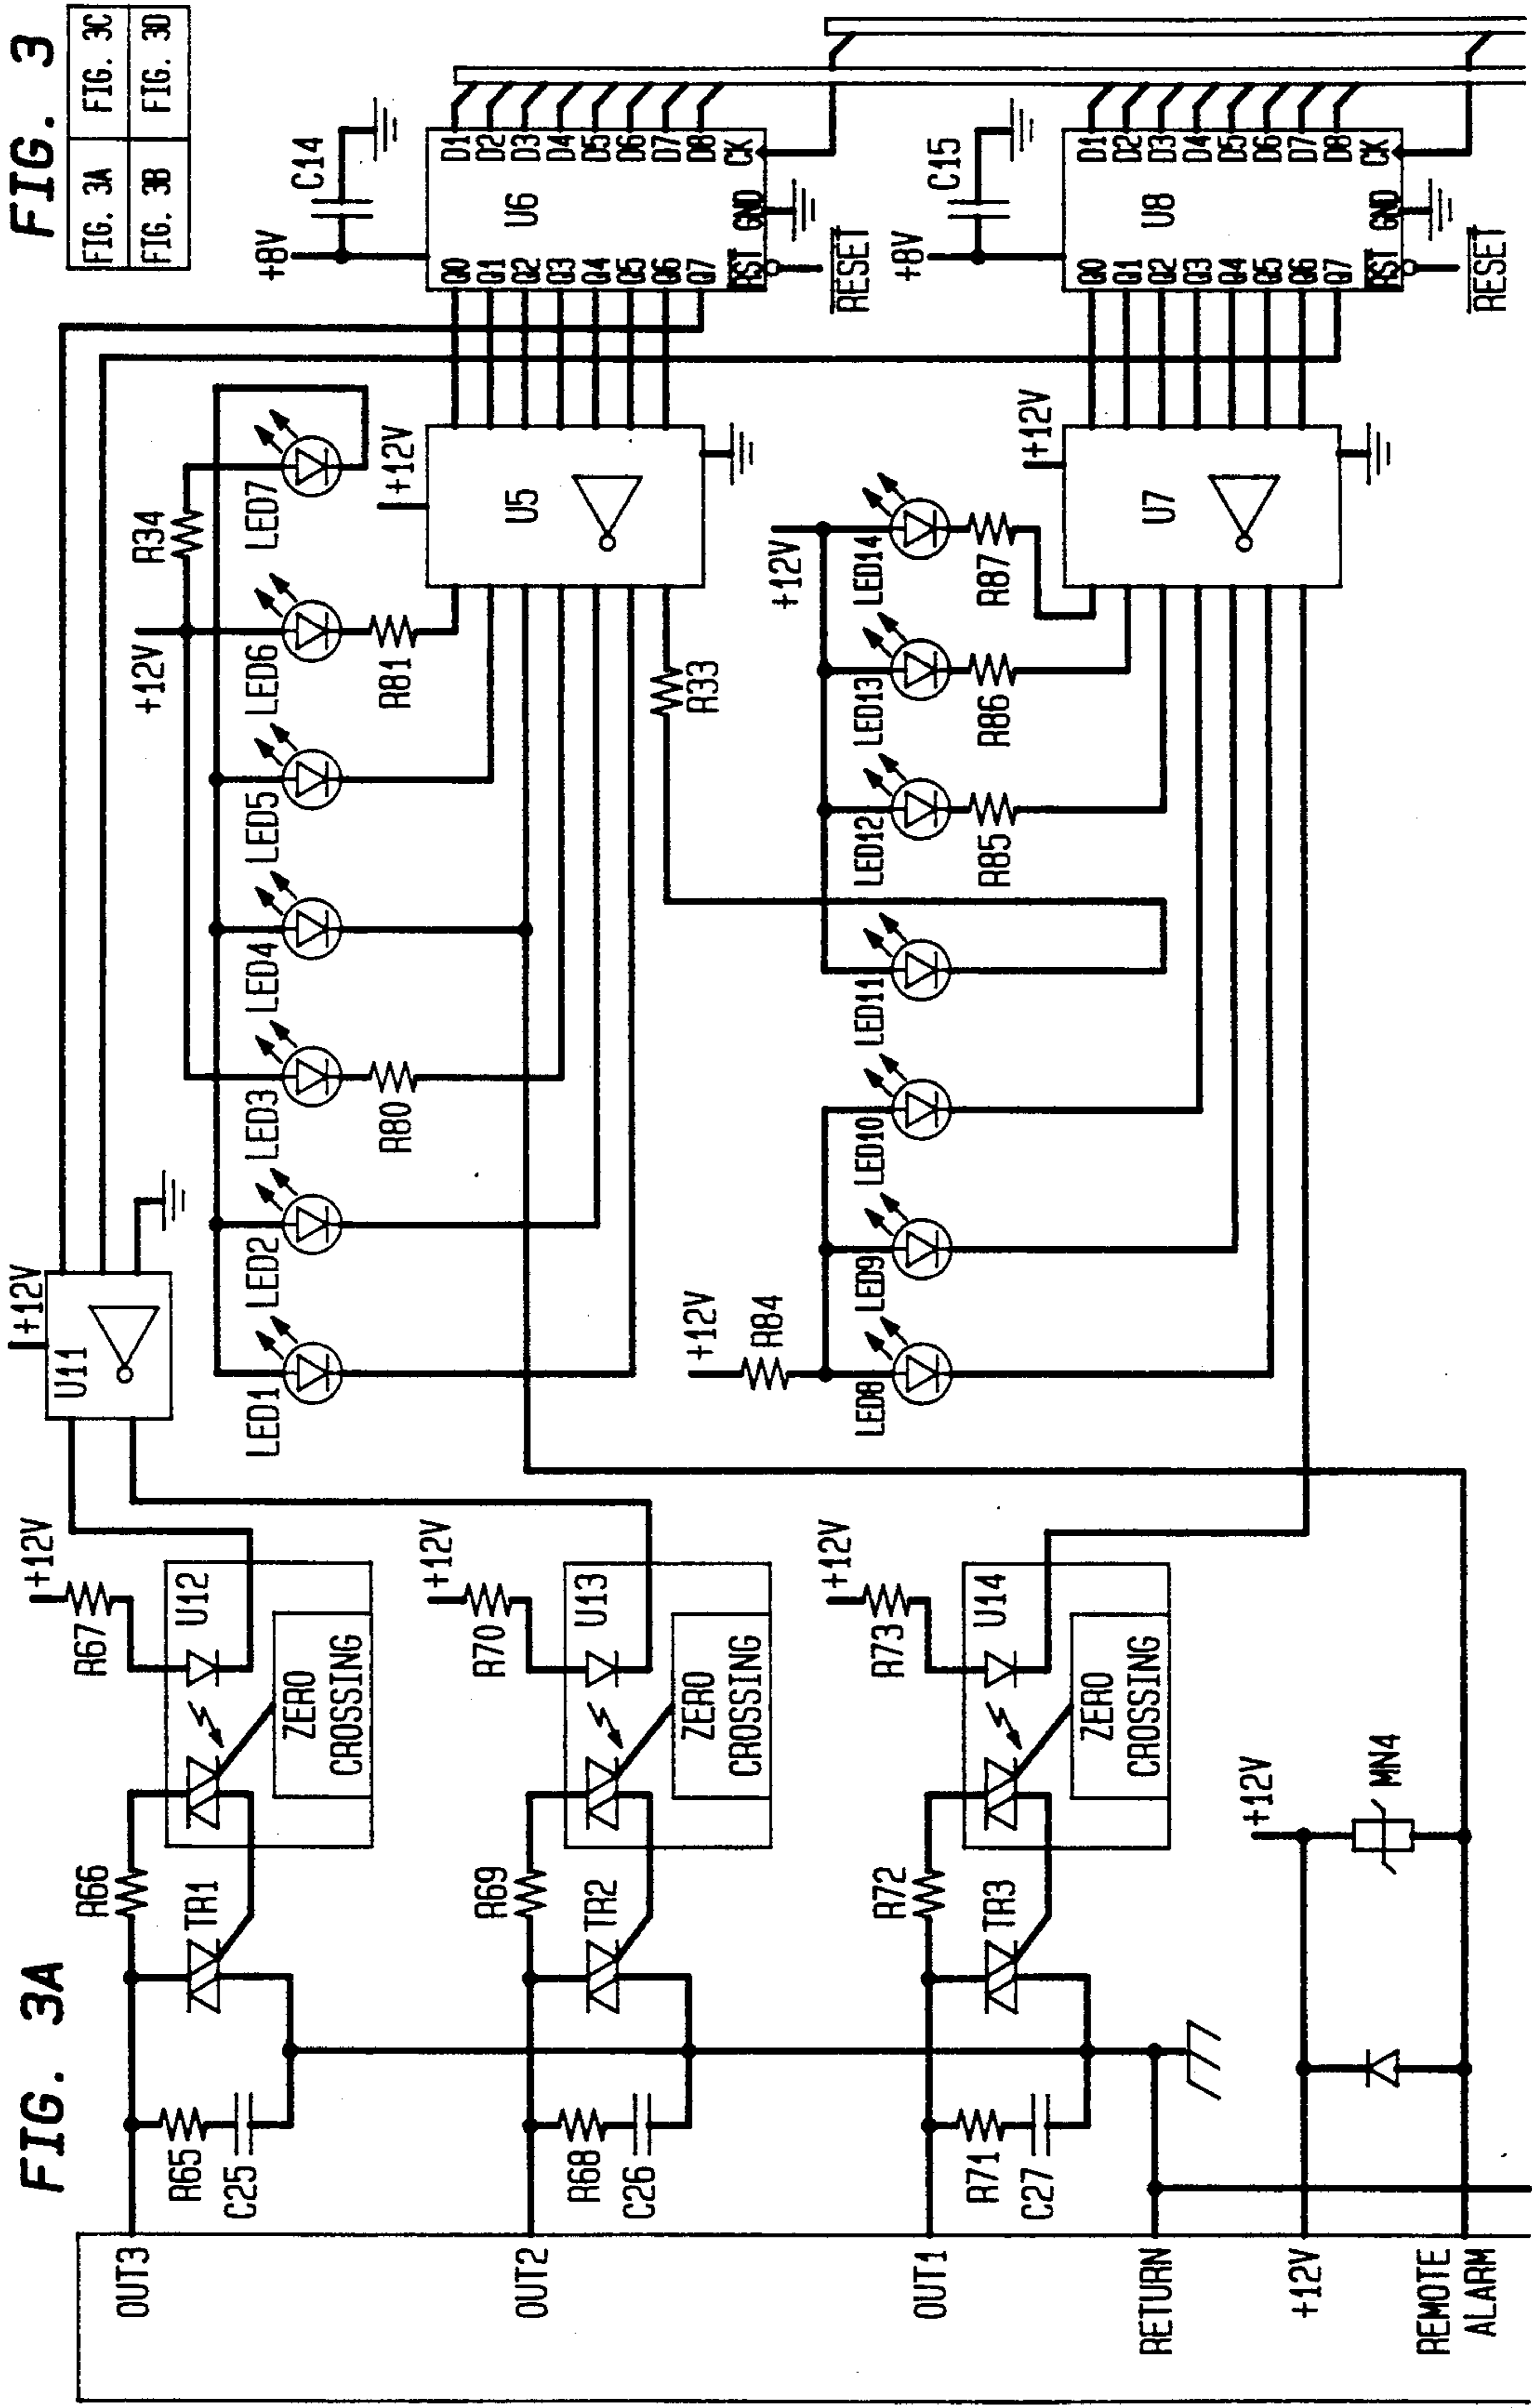 FIG. 3A
FIG. 3
FIG. 3A FIG. 3C
FIG. 3B FIG. 3D
OUT3
R65
C25
R66
TR1
+12V
R67
U12
ZERO
CROSSING
OUT2
R68
C26
R69
TR2
+12V
R70
U13
ZERO
CROSSING
OUT1
R71
C27
R72
TR3
+12V
R73
U14
ZERO
CROSSING
RETURN
+12V
REMOTE
ALARM
+12V
MN4
+12V
U11
LED1
LED2
LED3
LED4
LED5
LED6
LED7
+12V
R34
R80
R81
R33
+12V
U5
+12V
R84
LED8
LED9
LED10
LED11
LED12
LED13
LED14
+12V
R85
R86
R87
+12V
U7
+8V
C14
U6
Q0 D1
Q1 D2
Q2 D3
Q3 D4
Q4 D5
Q5 D6
Q6 D7
Q7 D8
RST GND CK
RESET
+8V
C15
U8
Q0 D1
Q1 D2
Q2 D3
Q3 D4
Q4 D5
Q5 D6
Q6 D7
Q7 D8
RST GND CK
RESET